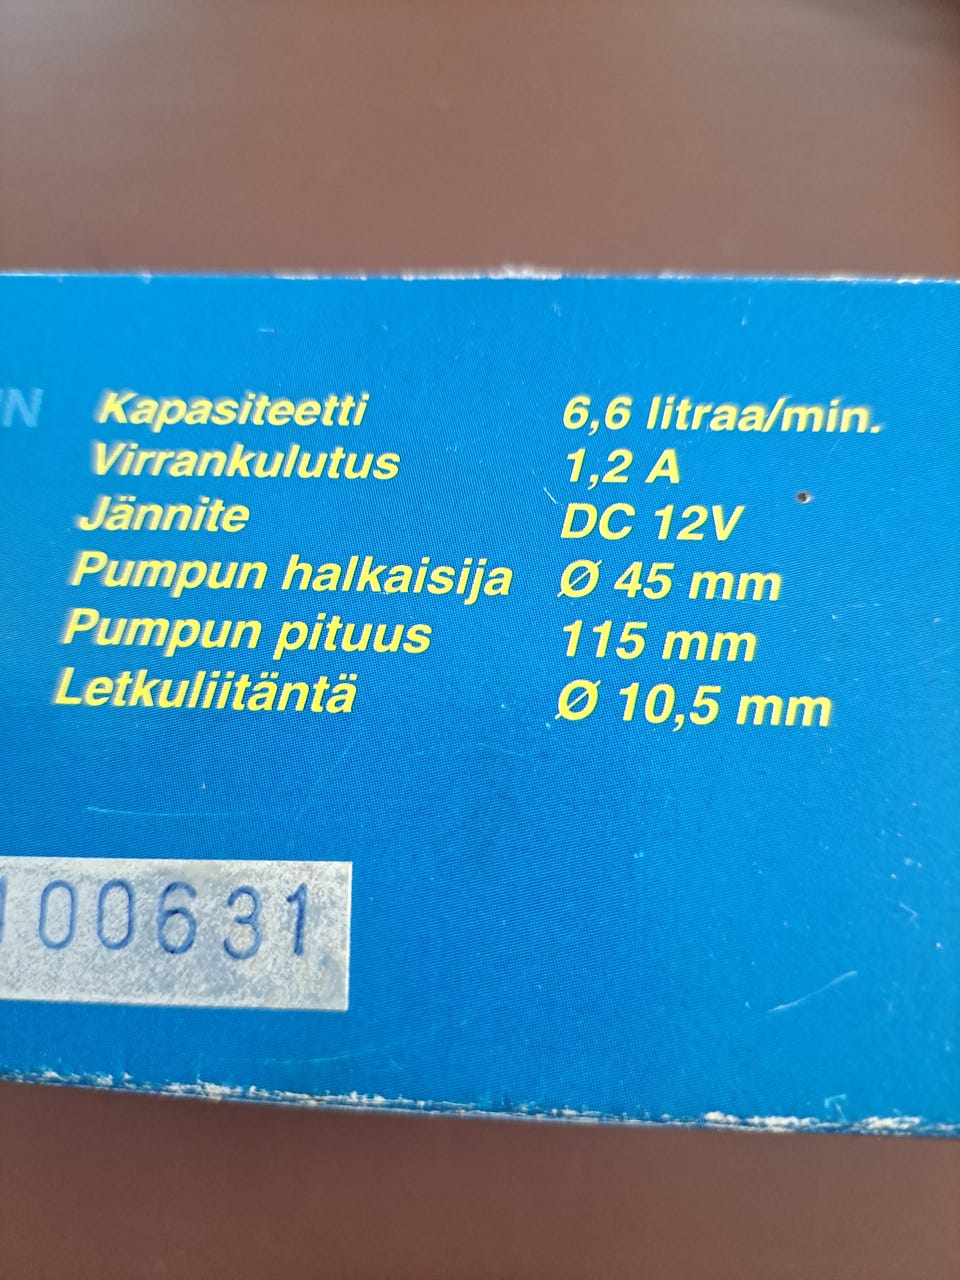 Kapasiteetti 6,6 litraa/min.
Virrankulutus 1,2 A
Jännite DC 12V
Pumpun halkaisija Ø 45 mm
Pumpun pituus 115 mm
Letkuliitäntä Ø 10,5 mm
100631